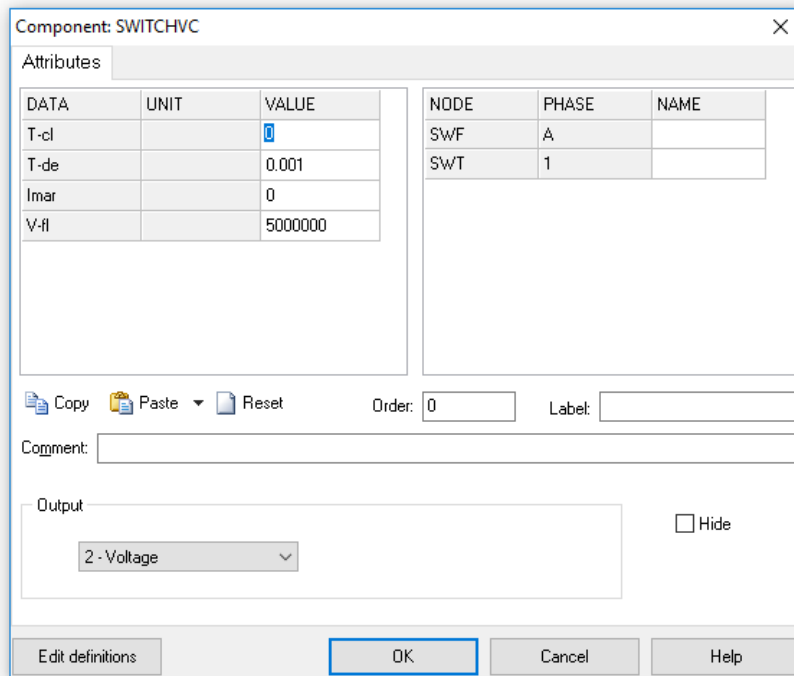 Component: SWITCHVC
Attributes
DATA UNIT VALUE
T-cl 0
T-de 0.001
Imar 0
V-fl 5000000
NODE PHASE NAME
SWF A
SWT 1
Copy Paste Reset Order: 0 Label:
Comment:
Output
2 - Voltage
Hide
Edit definitions OK Cancel Help